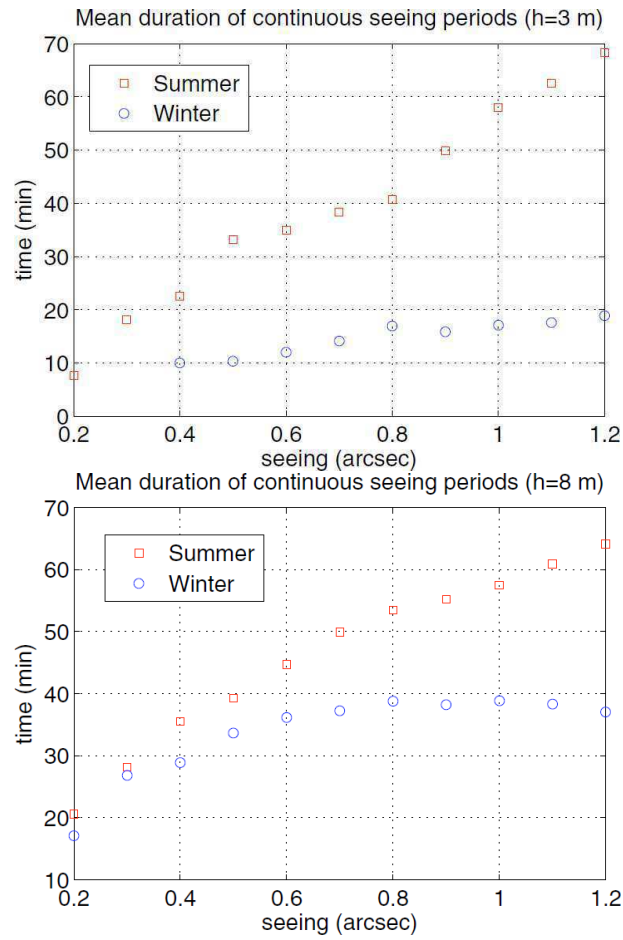 Mean duration of continuous seeing periods (h=3 m)
70
60
50
40
30
20
10
0
time (min)
Summer
Winter
0.2 0.4 0.6 0.8 1 1.2
seeing (arcsec)
Mean duration of continuous seeing periods (h=8 m)
70
60
50
40
30
20
10
time (min)
Summer
Winter
0.2 0.4 0.6 0.8 1 1.2
seeing (arcsec)